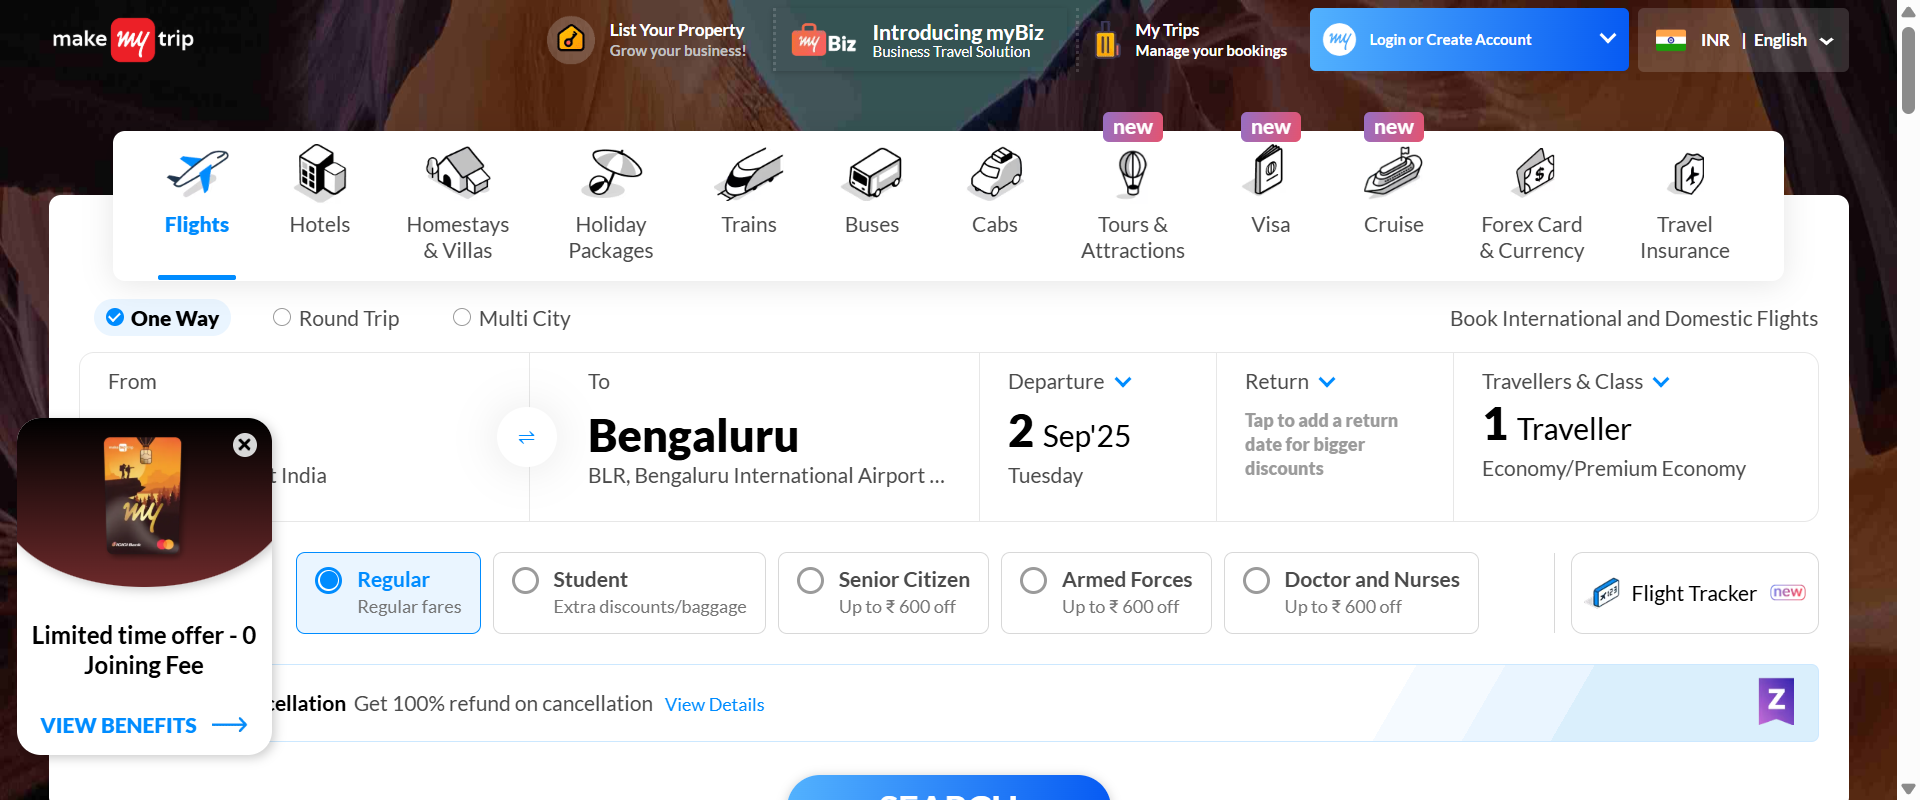 make my trip
List Your Property
Grow your business!
my Biz
Introducing myBiz
Business Travel Solution
My Trips
Manage your bookings
my
Login or Create Account
INR | English
new
new
new
Flights
Hotels
Homestays
& Villas
Holiday
Packages
Trains
Buses
Cabs
Tours &
Attractions
Visa
Cruise
Forex Card
& Currency
Travel
Insurance
One Way
Round Trip
Multi City
Book International and Domestic Flights
From
t India
To
Bengaluru
BLR, Bengaluru International Airport ...
Departure
2 Sep'25
Tuesday
Return
Tap to add a return
date for bigger
discounts
Travellers & Class
1 Traveller
Economy/Premium Economy
Regular
Regular fares
Student
Extra discounts/baggage
Senior Citizen
Up to ₹ 600 off
Armed Forces
Up to ₹ 600 off
Doctor and Nurses
Up to ₹ 600 off
Flight Tracker new
my
ICICI Bank
Limited time offer - 0
Joining Fee
VIEW BENEFITS
cellation Get 100% refund on cancellation View Details
Z
SEARCH